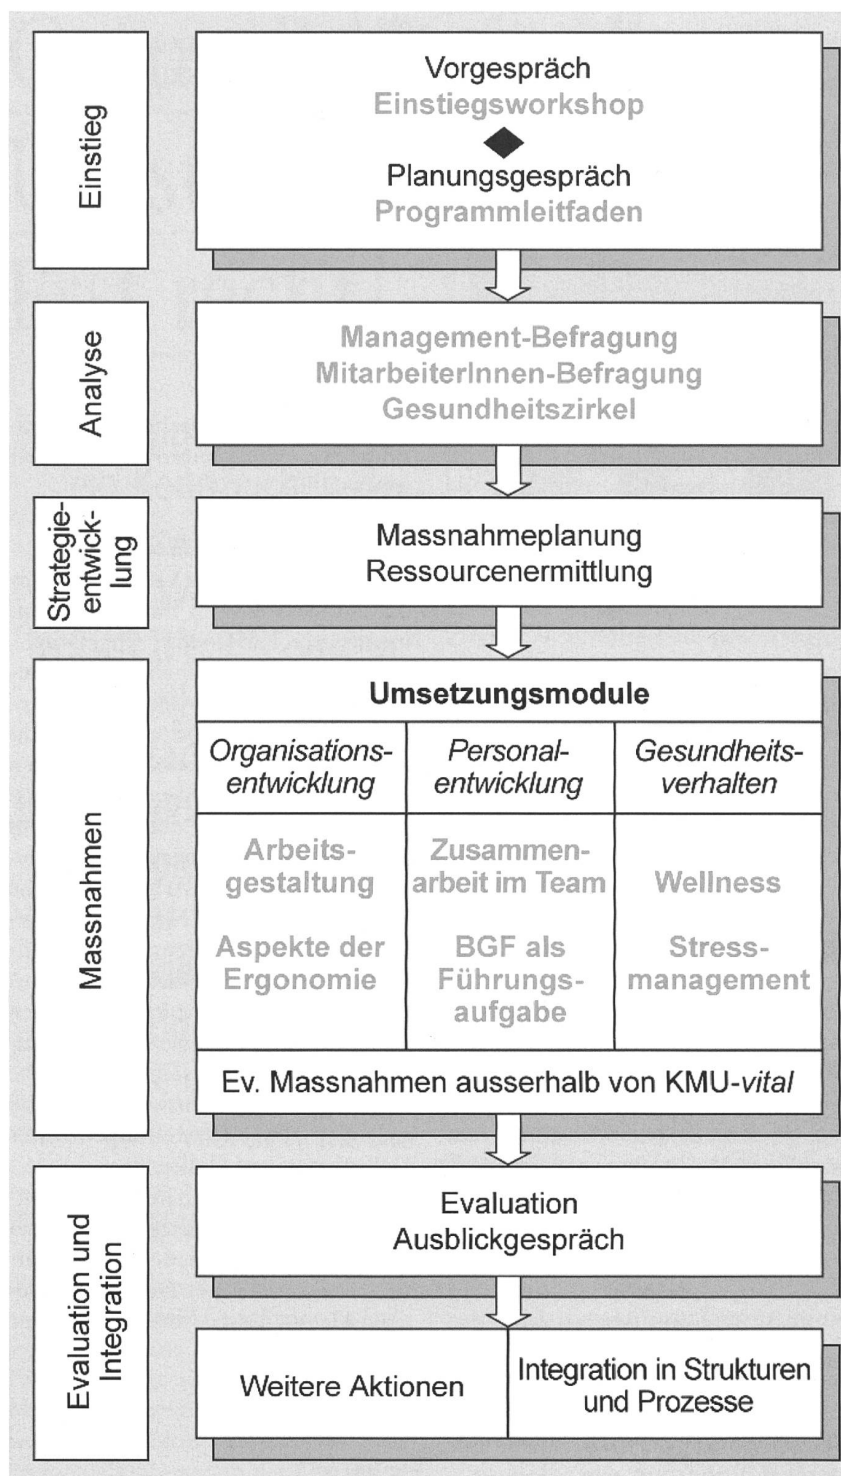 Einstieg
Vorgespräch
Einstiegsworkshop
Planungsgespräch
Programmleitfaden
Analyse
Management-Befragung
MitarbeiterInnen-Befragung
Gesundheitszirkel
Strategie-
entwick-
lung
Massnahmeplanung
Ressourcenermittlung
Massnahmen
Umsetzungsmodule
Organisations-
entwicklung
Personal-
entwicklung
Gesundheits-
verhalten
Arbeits-
gestaltung
Aspekte der
Ergonomie
Zusammen-
arbeit im Team
BGF als
Führungs-
aufgabe
Wellness
Stress-
management
Ev. Massnahmen ausserhalb von KMU-vital
Evaluation und
Integration
Evaluation
Ausblickgespräch
Weitere Aktionen
Integration in Strukturen
und Prozesse